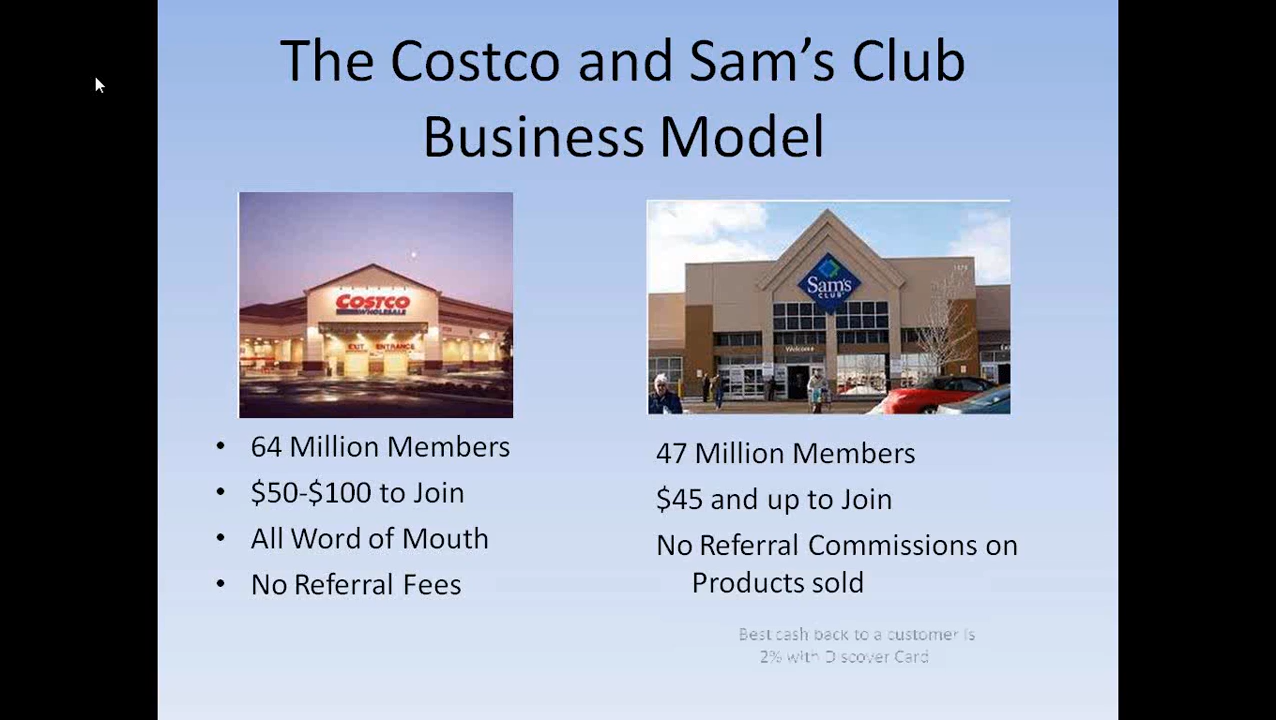 The Costco and Sam's Club
Business Model
COSTCO
WHOLESALE
EXIT ENTRANCE
Sam's
CLUB
Welcome
• 64 Million Members
• $50-$100 to Join
• All Word of Mouth
• No Referral Fees
47 Million Members
$45 and up to Join
No Referral Commissions on
Products sold
Best cash back to a customer is
2% with Discover Card